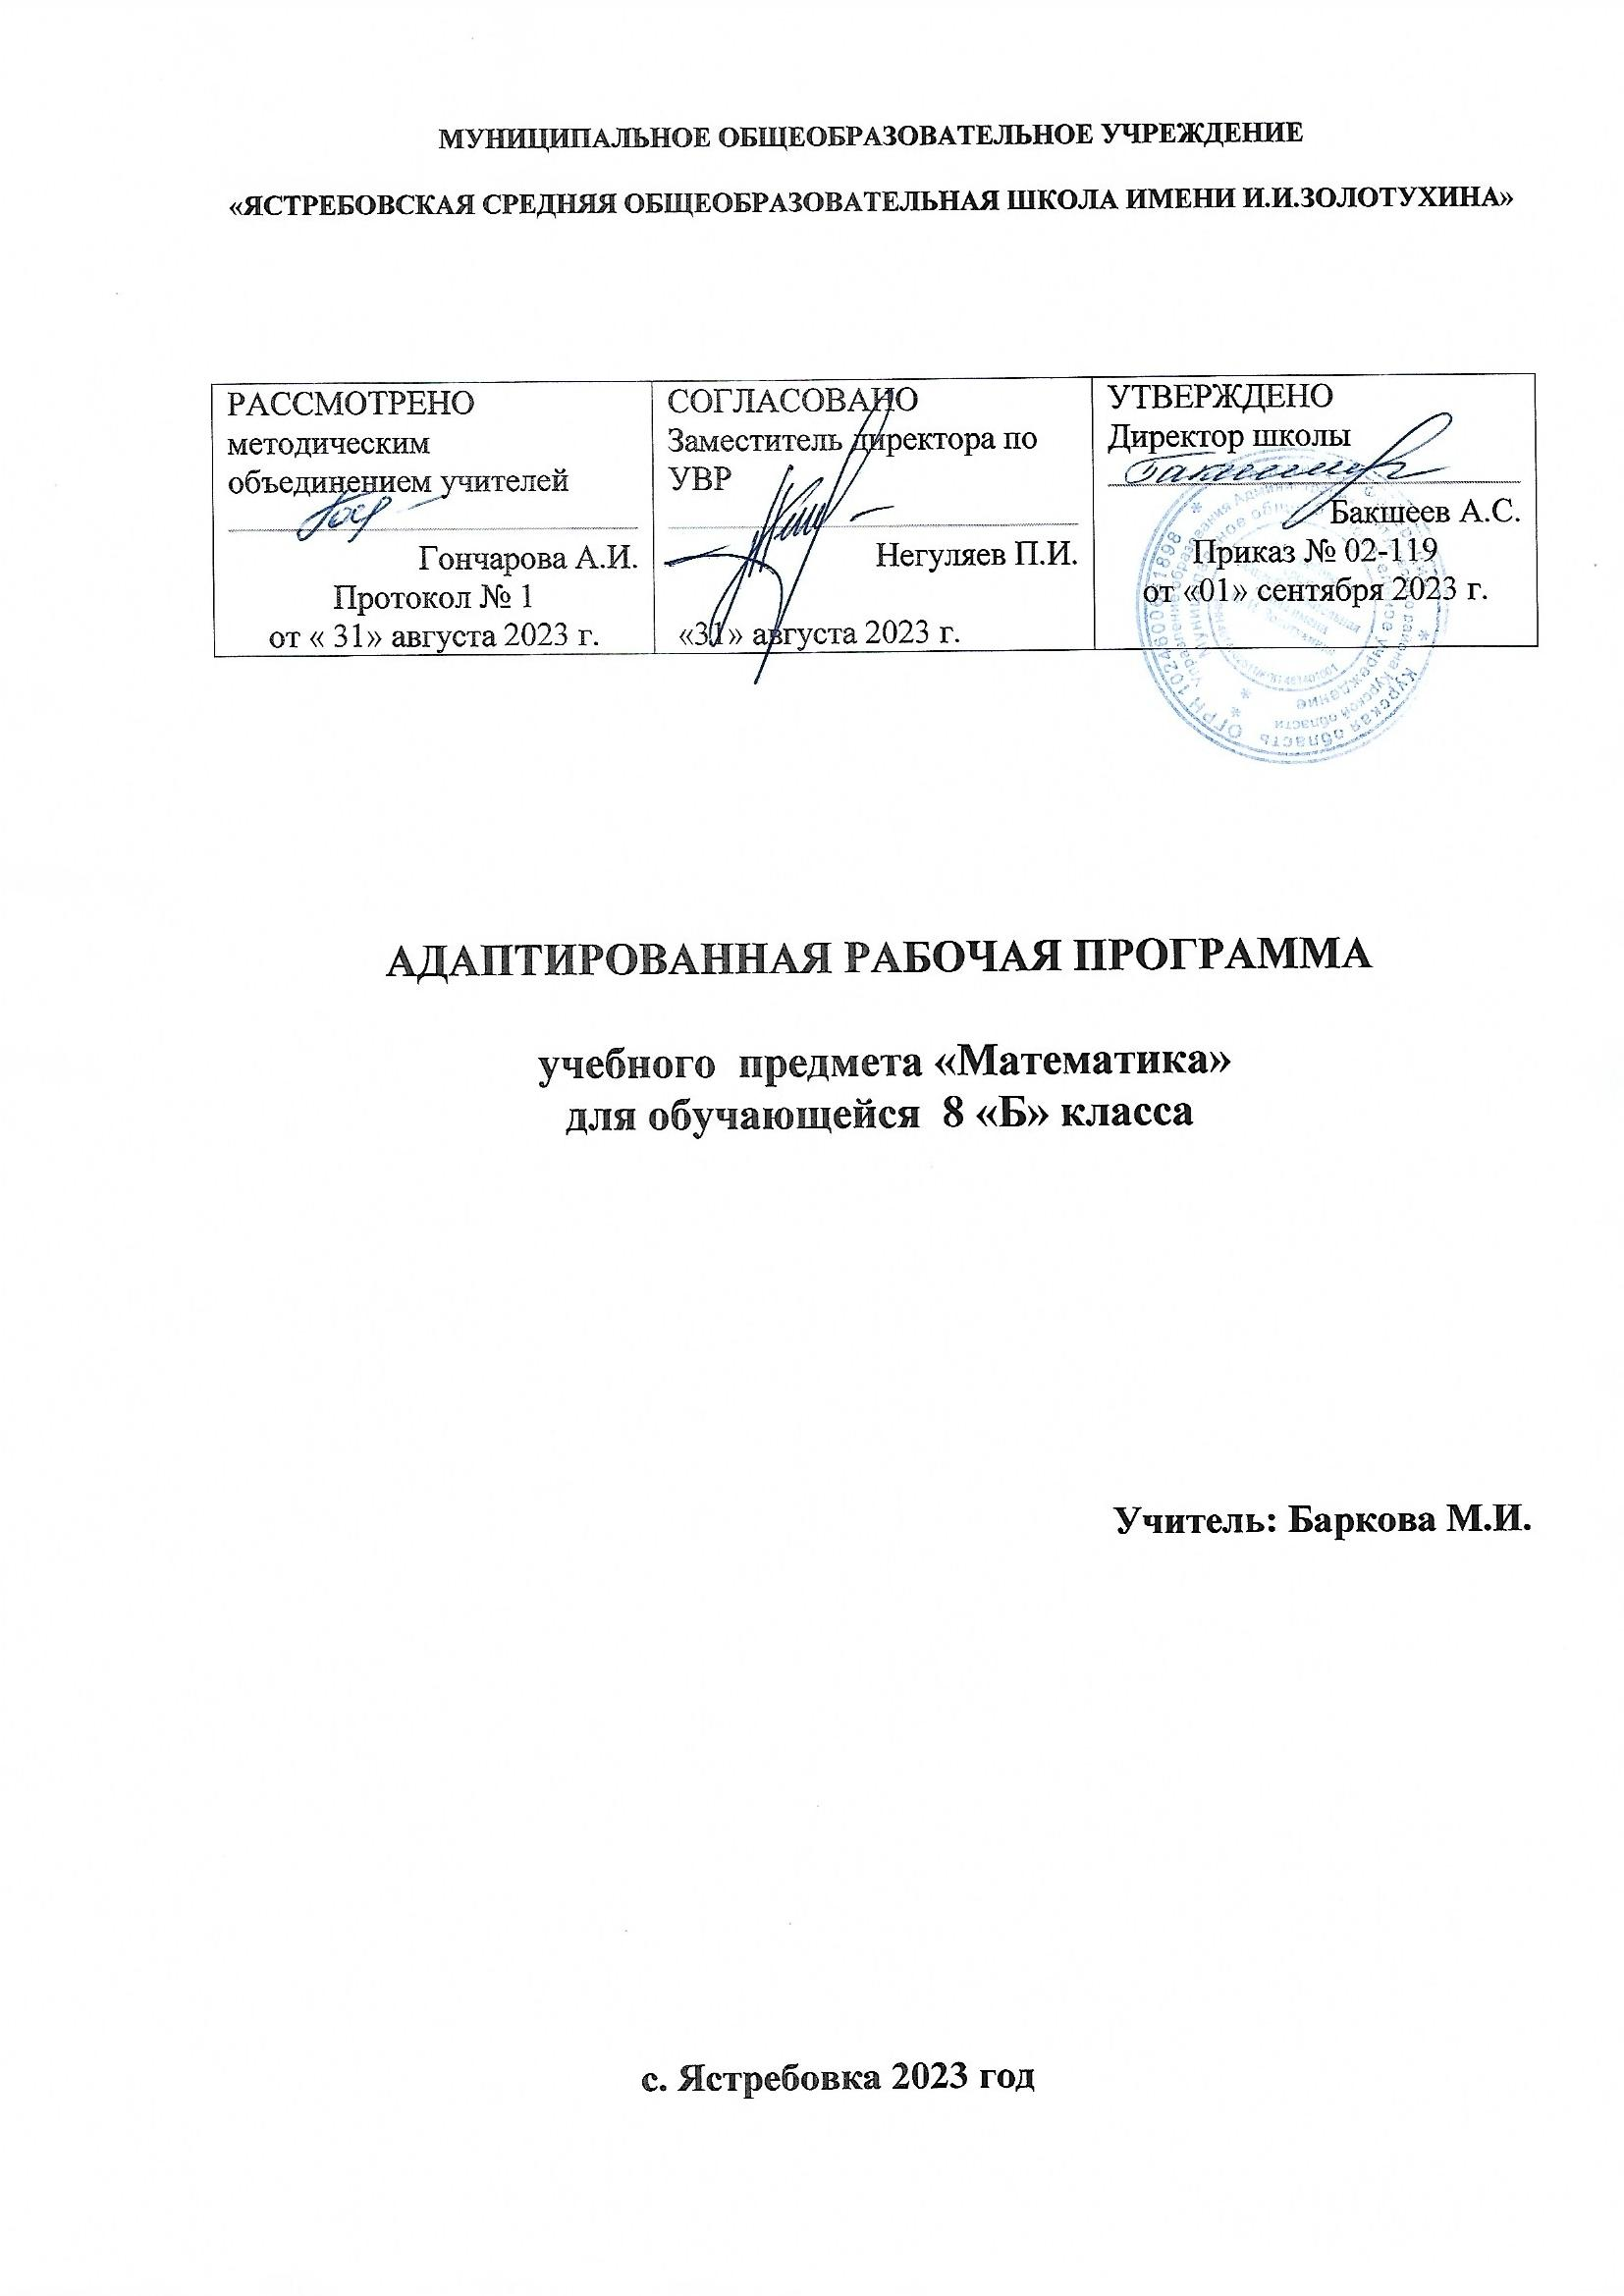 МУНИЦИПАЛЬНОЕ ОБЩЕОБРАЗОВАТЕЛЬНОЕ УЧРЕЖДЕНИЕ
«ЯСТРЕБОВСКАЯ СРЕДНЯЯ ОБЩЕОБРАЗОВАТЕЛЬНАЯ ШКОЛА ИМЕНИ И.И.ЗОЛОТУХИНА»
РАССМОТРЕНО
методическим
объединением учителей
Гончарова А.И.
Протокол № 1
от « 31» августа 2023 г.
СОГЛАСОВАНО
Заместитель директора по
УВР
Негуляев П.И.
«31» августа 2023 г.
УТВЕРЖДЕНО
Директор школы
Бакшеев А.С.
Приказ № 02-119
от «01» сентября 2023 г.
Курская область
АДАПТИРОВАННАЯ РАБОЧАЯ ПРОГРАММА
учебного предмета «Математика»
для обучающейся 8 «Б» класса
Учитель: Баркова М.И.
с. Ястребовка 2023 год